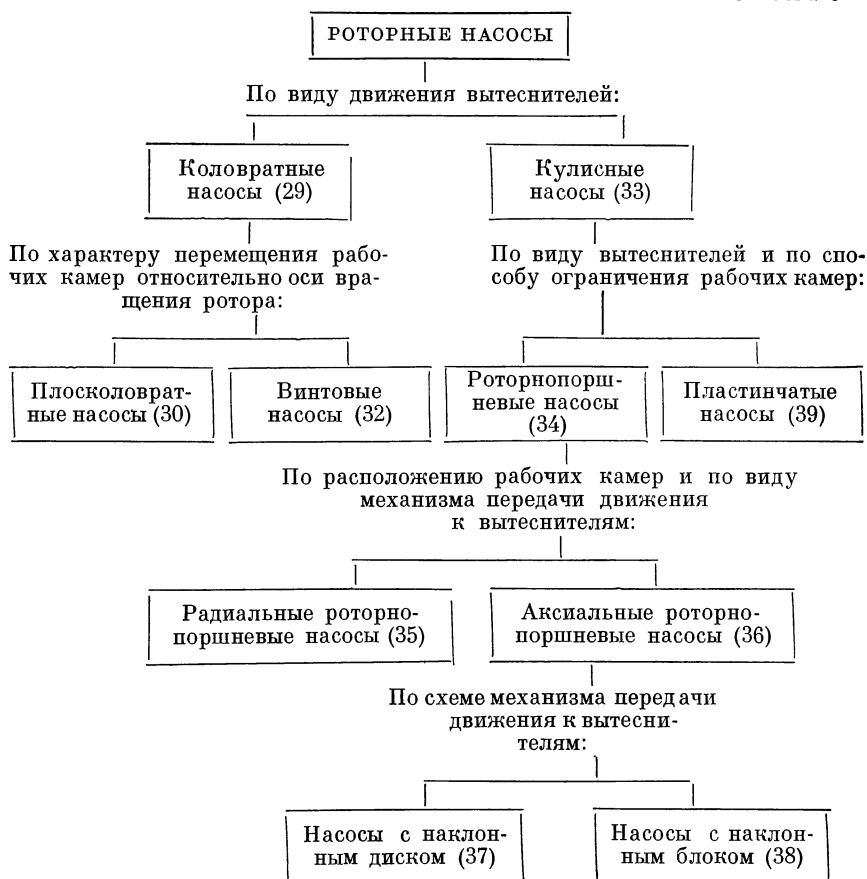 РОТОРНЫЕ НАСОСЫ
По виду движения вытеснителей:
Коловратные
насосы (29)
Кулисные
насосы (33)
По характеру перемещения рабо-
чих камер относительно оси вра-
щения ротора:
По виду вытеснителей и по спо-
собу ограничения рабочих камер:
Плосколоврат-
ные насосы (30)
Винтовые
насосы (32)
Роторнопорш-
невые насосы
(34)
Пластинчатые
насосы (39)
По расположению рабочих камер и по виду
механизма передачи движения
к вытеснителям:
Радиальные роторно-
поршневые насосы (35)
Аксиальные роторно-
поршневые насосы (36)
По схеме механизма передачи
движения к вытесни-
телям:
Насосы с наклон-
ным диском (37)
Насосы с наклон-
ным блоком (38)